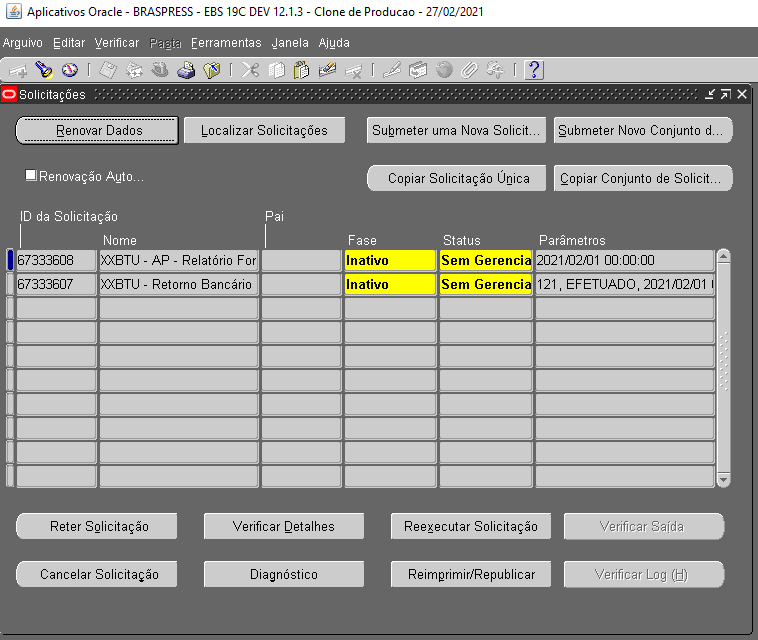 Aplicativos Oracle - BRASPRESS - EBS 19C DEV 12.1.3 - Clone de Producao - 27/02/2021
Arquivo Editar Verificar Pasta Ferramentas Janela Ajuda
Solicitações
Renovar Dados Localizar Solicitações Submeter uma Nova Solicit... Submeter Novo Conjunto d...
Renovação Auto... Copiar Solicitação Única Copiar Conjunto de Solicit...
ID da Solicitação Pai
Nome Fase Status Parâmetros
67333608 XXBTU - AP - Relatório For Inativo Sem Gerencia 2021/02/01 00:00:00
67333607 XXBTU - Retorno Bancário Inativo Sem Gerencia 121, EFETUADO, 2021/02/01
Reter Solicitação Verificar Detalhes Reexecutar Solicitação Verificar Saída
Cancelar Solicitação Diagnóstico Reimprimir/Republicar Verificar Log (H)